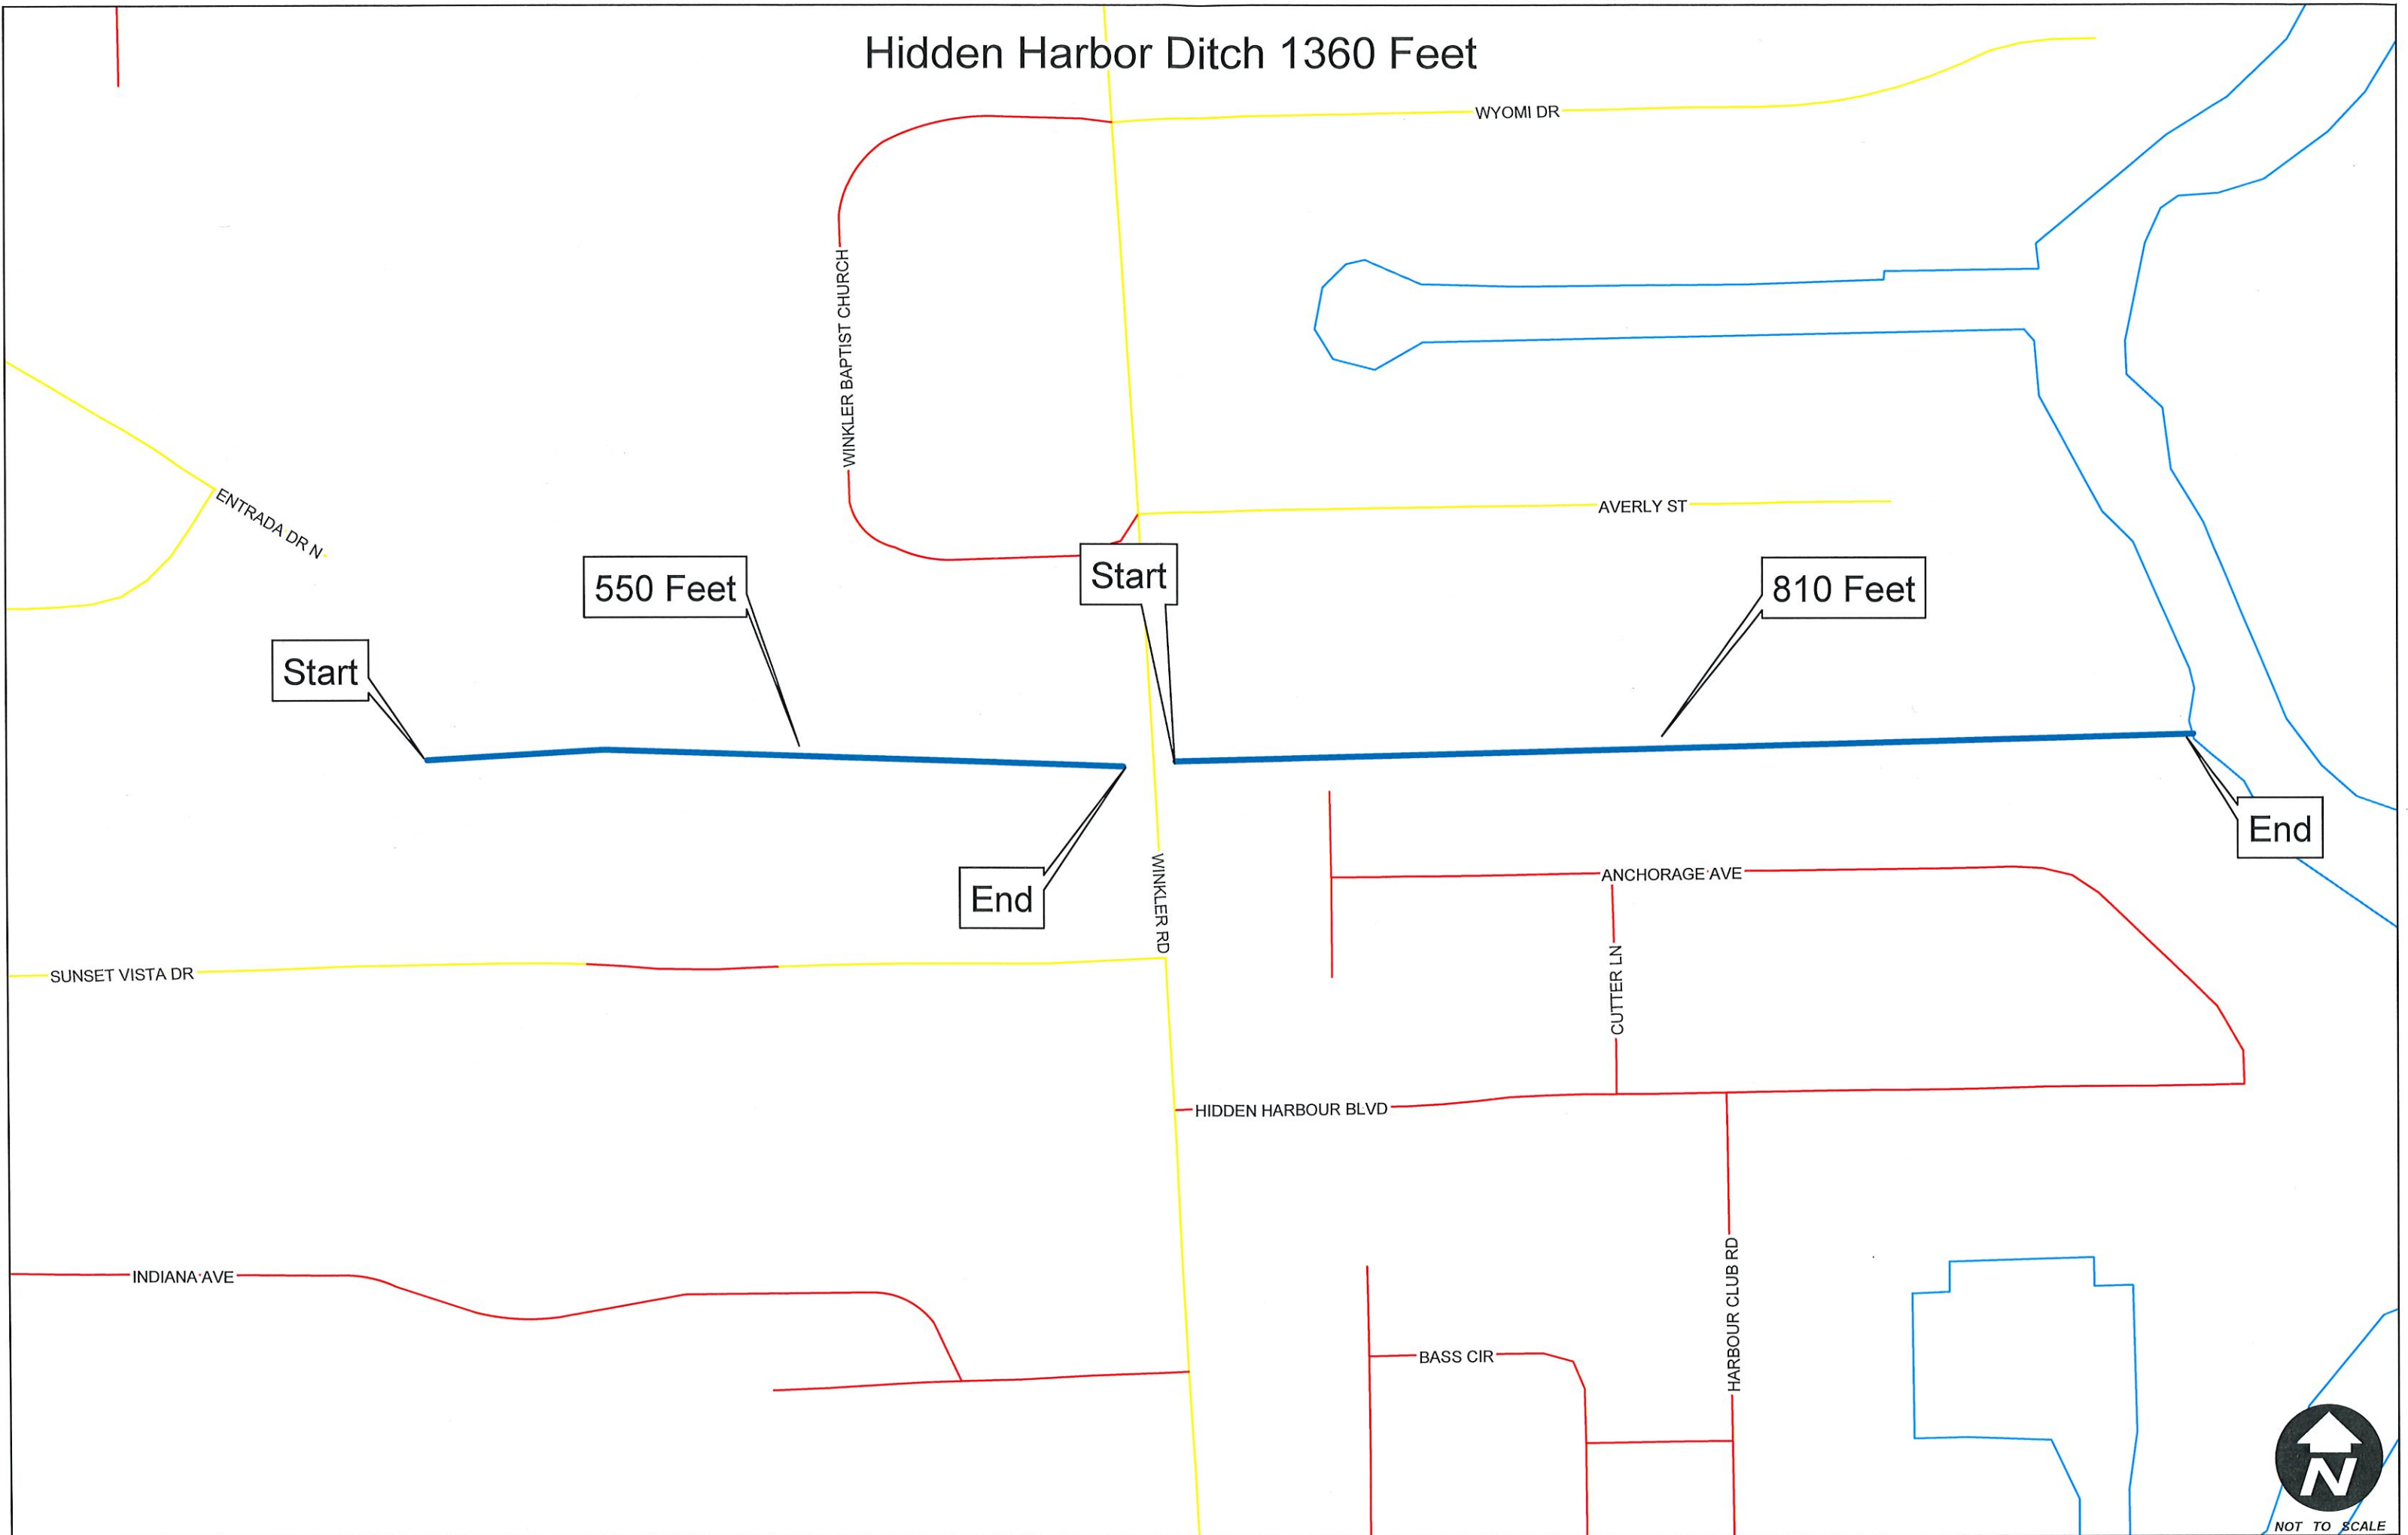 Hidden Harbor Ditch 1360 Feet
WYOMI DR
WINKLER BAPTIST CHURCH
ENTRADA DR N
AVERLY ST
550 Feet
Start
810 Feet
Start
End
WINKLER RD
End
ANCHORAGE AVE
SUNSET VISTA DR
CUTTER LN
HIDDEN HARBOUR BLVD
INDIANA AVE
HARBOUR CLUB RD
BASS CIR
N
NOT TO SCALE